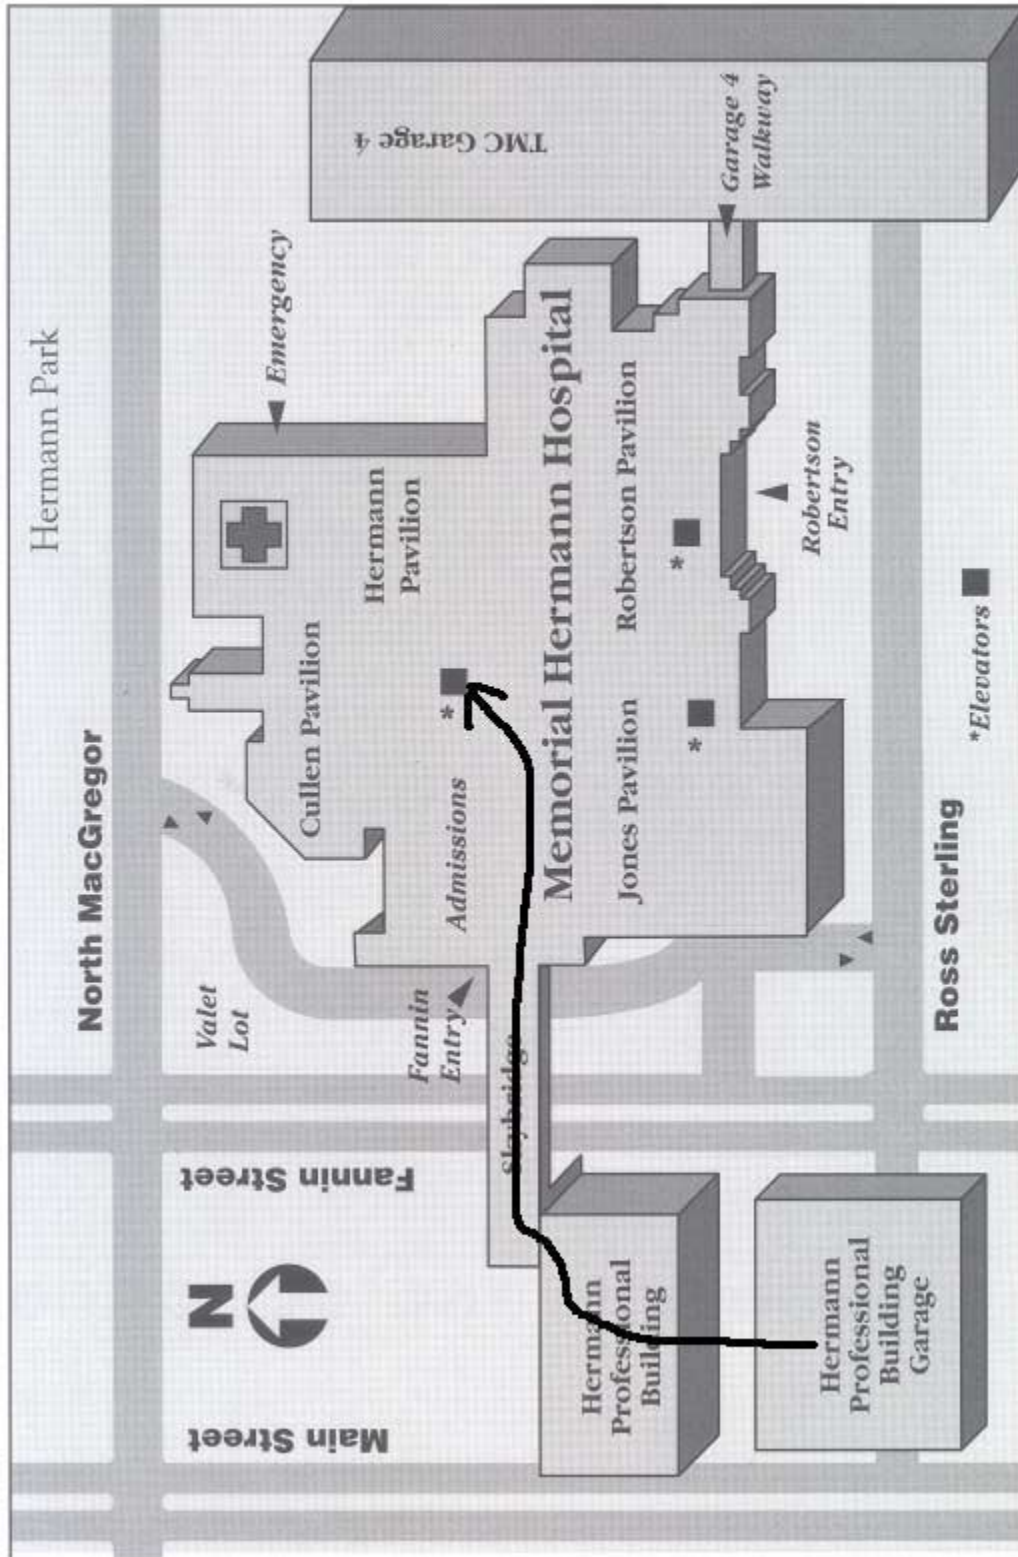 Hermann Park
North MacGregor
Emergency
TMC Garage 4
Garage 4
Walkway
Hermann
Pavilion
Cullen Pavilion
*
Admissions
Memorial Hermann Hospital
Robertson Pavilion
*
Jones Pavilion
*
Robertson
Entry
Valet
Lot
Fannin
Entry
Skybridge
Ross Sterling
*Elevators
Fannin Street
N
Main Street
Hermann
Professional
Building
Hermann
Professional
Building
Garage